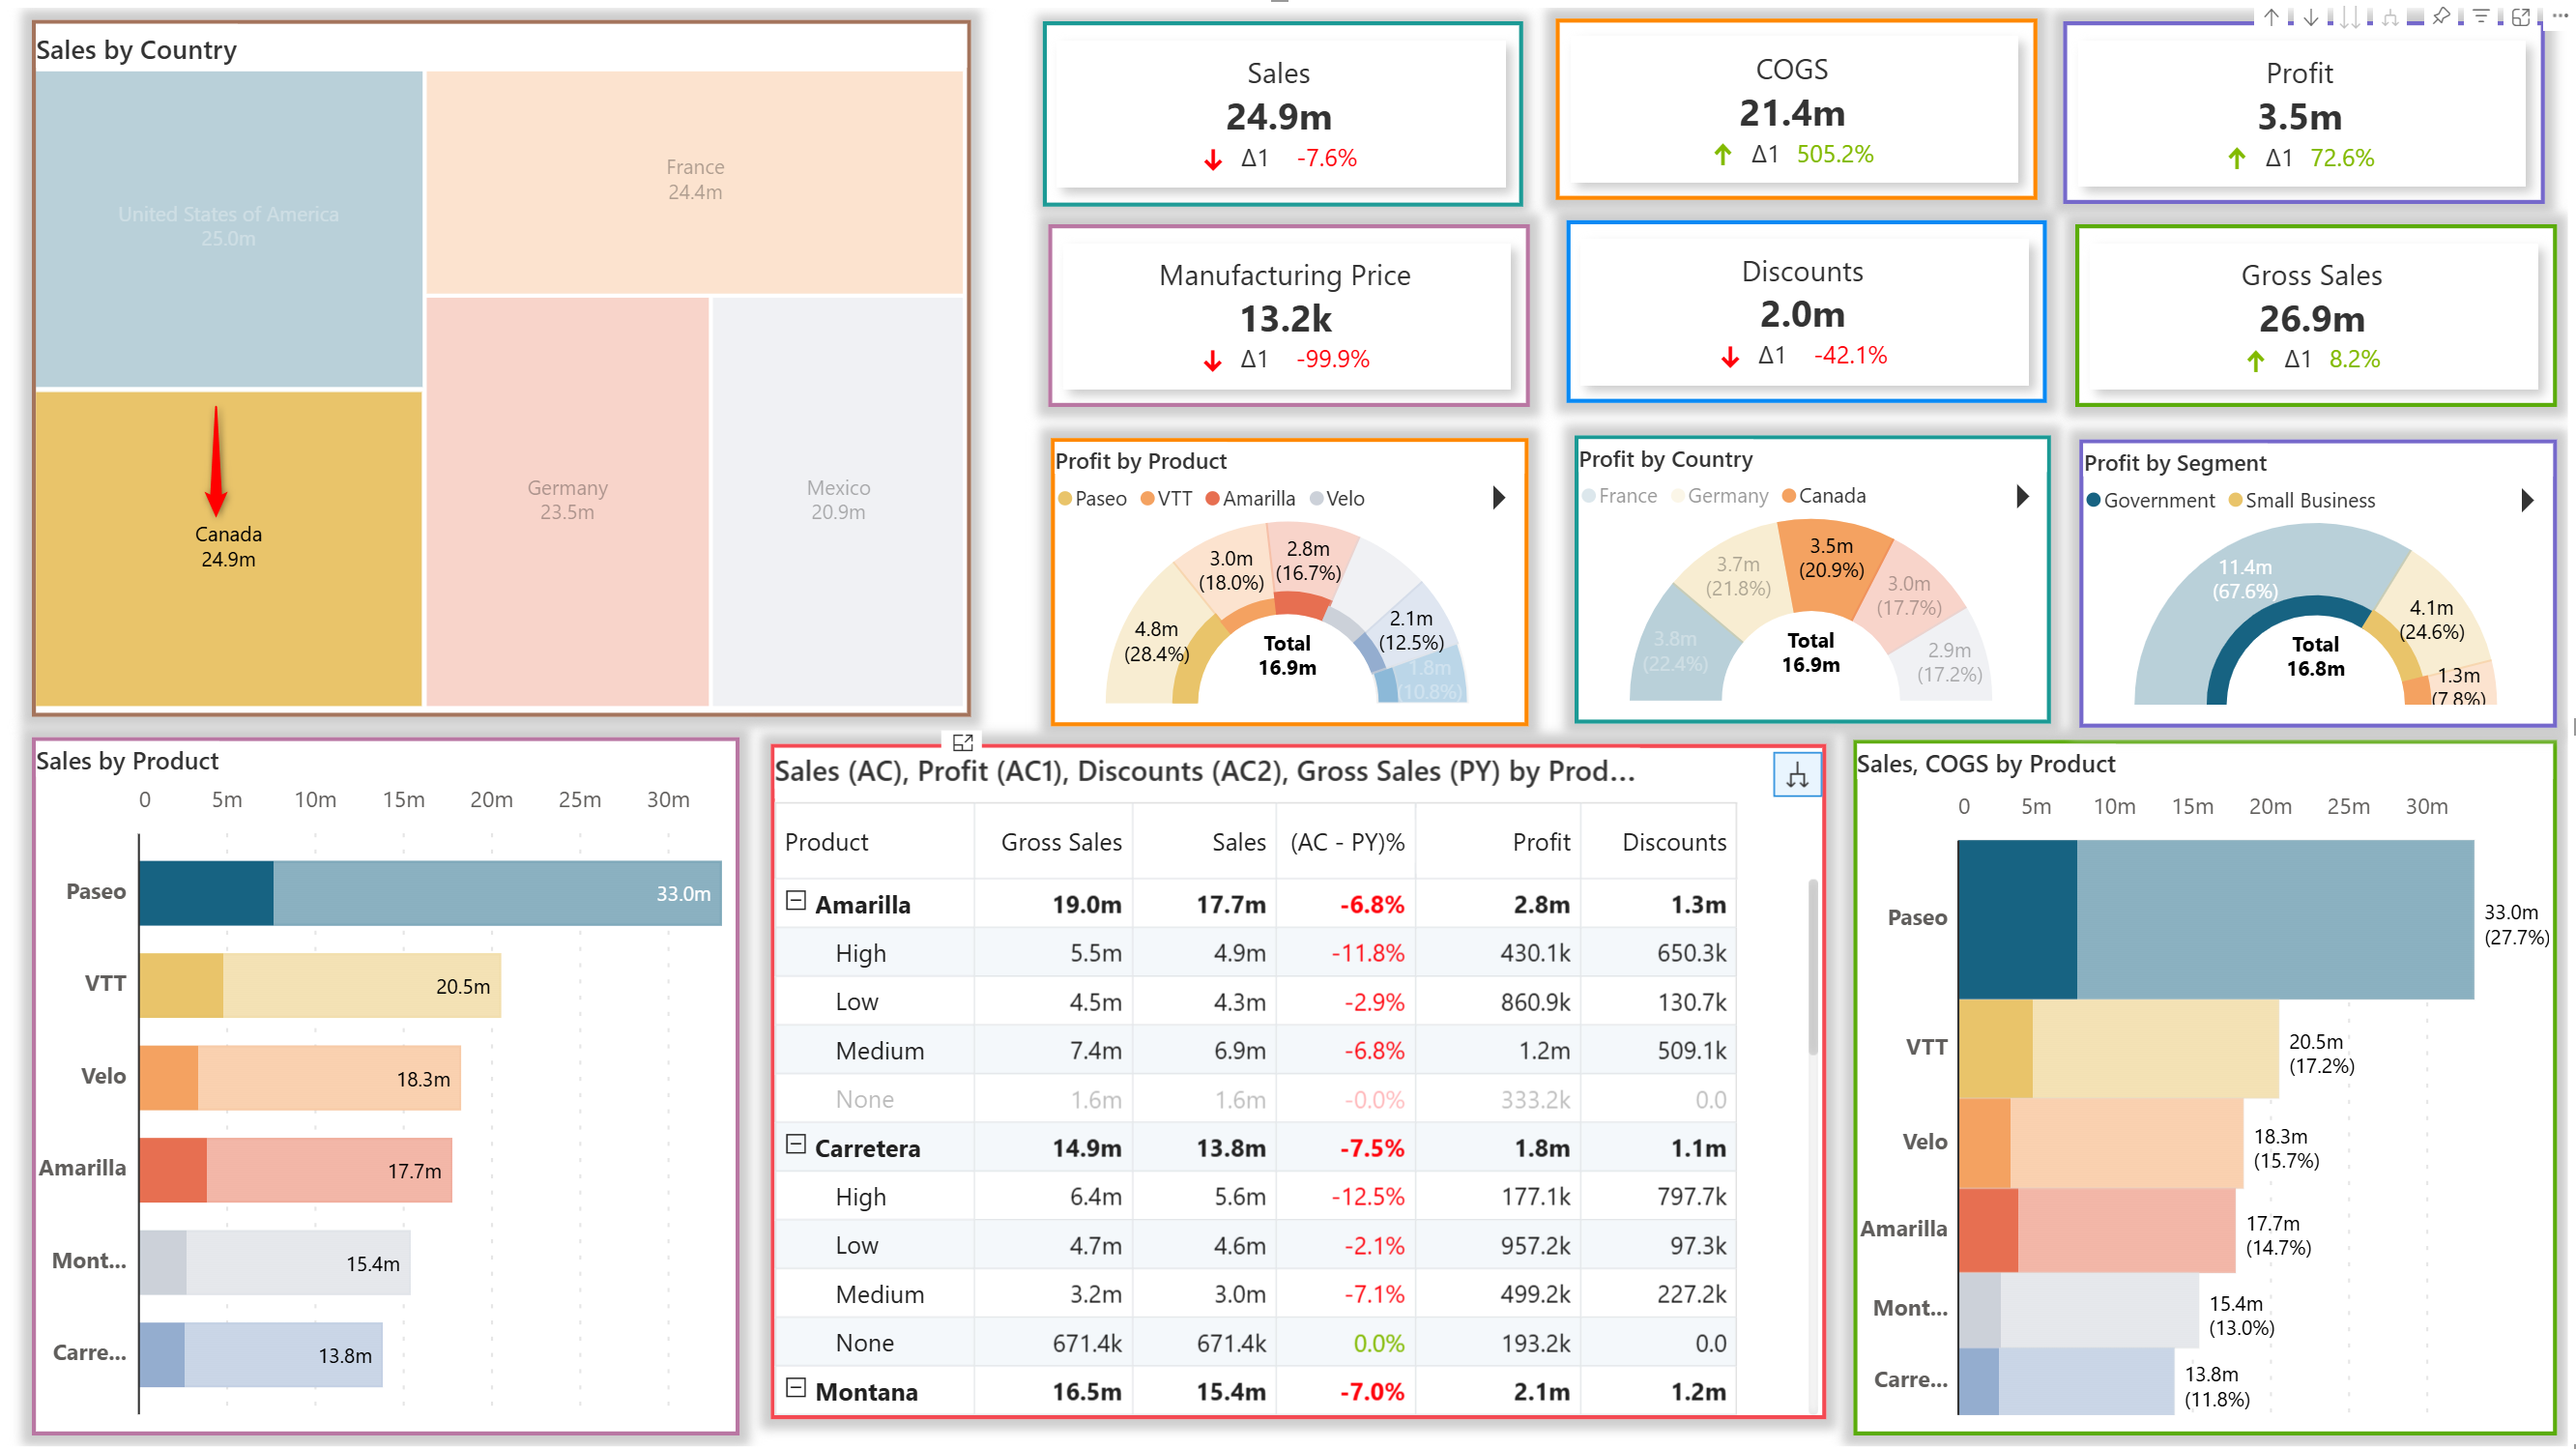 Sales by Country
United States of America
25.0m
France
24.4m
Canada
24.9m
Germany
23.5m
Mexico
20.9m
Sales
24.9m
Δ1 -7.6%
COGS
21.4m
Δ1 505.2%
Profit
3.5m
Δ1 72.6%
Manufacturing Price
13.2k
Δ1 -99.9%
Discounts
2.0m
Δ1 -42.1%
Gross Sales
26.9m
Δ1 8.2%
Profit by Product
Paseo VTT Amarilla Velo
4.8m
(28.4%)
3.0m
(18.0%)
2.8m
(16.7%)
2.1m
(12.5%)
1.8m
(10.8%)
Total
16.9m
Profit by Country
France Germany Canada
3.8m
(22.4%)
3.7m
(21.8%)
3.5m
(20.9%)
3.0m
(17.7%)
2.9m
(17.2%)
Total
16.9m
Profit by Segment
Government Small Business
11.4m
(67.6%)
4.1m
(24.6%)
1.3m
(7.8%)
Total
16.8m
Sales by Product
0 5m 10m 15m 20m 25m 30m
Paseo 33.0m
VTT 20.5m
Velo 18.3m
Amarilla 17.7m
Mont... 15.4m
Carre... 13.8m
Sales (AC), Profit (AC1), Discounts (AC2), Gross Sales (PY) by Prod...
Product Gross Sales Sales (AC - PY)% Profit Discounts
Amarilla 19.0m 17.7m -6.8% 2.8m 1.3m
High 5.5m 4.9m -11.8% 430.1k 650.3k
Low 4.5m 4.3m -2.9% 860.9k 130.7k
Medium 7.4m 6.9m -6.8% 1.2m 509.1k
None 1.6m 1.6m -0.0% 333.2k 0.0
Carretera 14.9m 13.8m -7.5% 1.8m 1.1m
High 6.4m 5.6m -12.5% 177.1k 797.7k
Low 4.7m 4.6m -2.1% 957.2k 97.3k
Medium 3.2m 3.0m -7.1% 499.2k 227.2k
None 671.4k 671.4k 0.0% 193.2k 0.0
Montana 16.5m 15.4m -7.0% 2.1m 1.2m
Sales, COGS by Product
0 5m 10m 15m 20m 25m 30m
Paseo
33.0m
(27.7%)
VTT
20.5m
(17.2%)
Velo
18.3m
(15.7%)
Amarilla
17.7m
(14.7%)
Mont...
15.4m
(13.0%)
Carre...
13.8m
(11.8%)